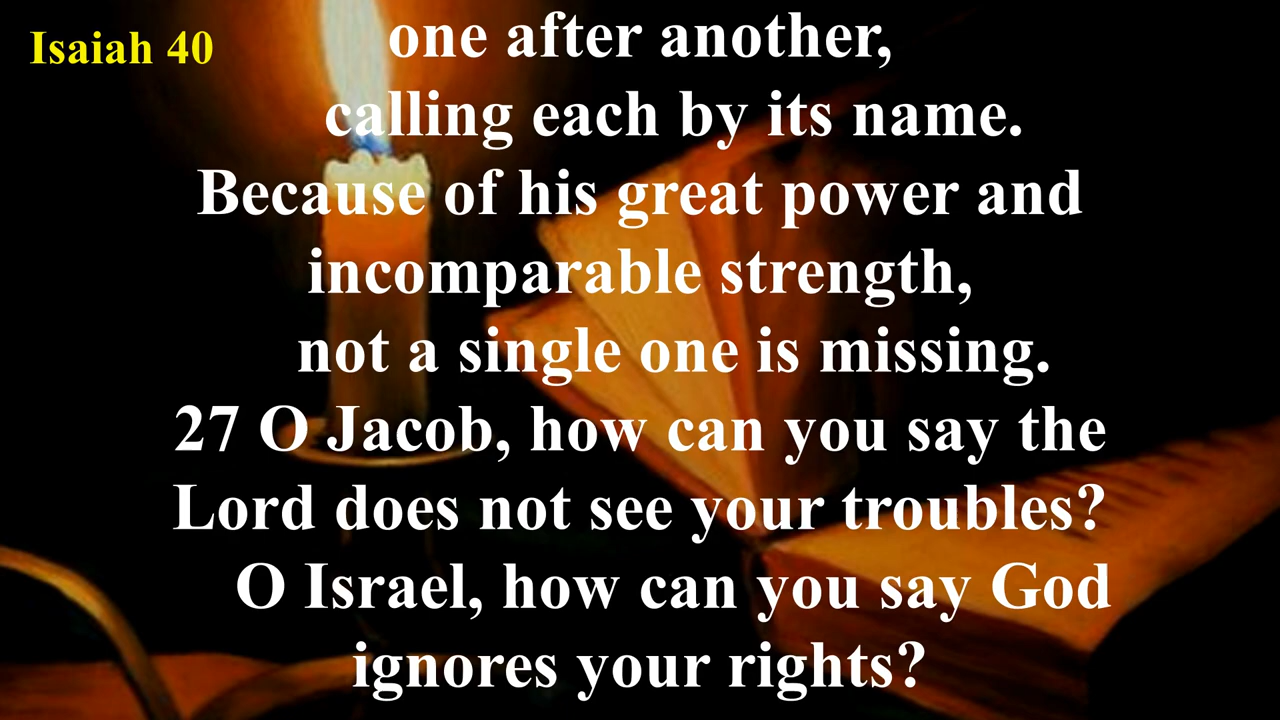 Isaiah 40
one after another,
calling each by its name.
Because of his great power and
incomparable strength,
not a single one is missing.
27 O Jacob, how can you say the
Lord does not see your troubles?
O Israel, how can you say God
ignores your rights?